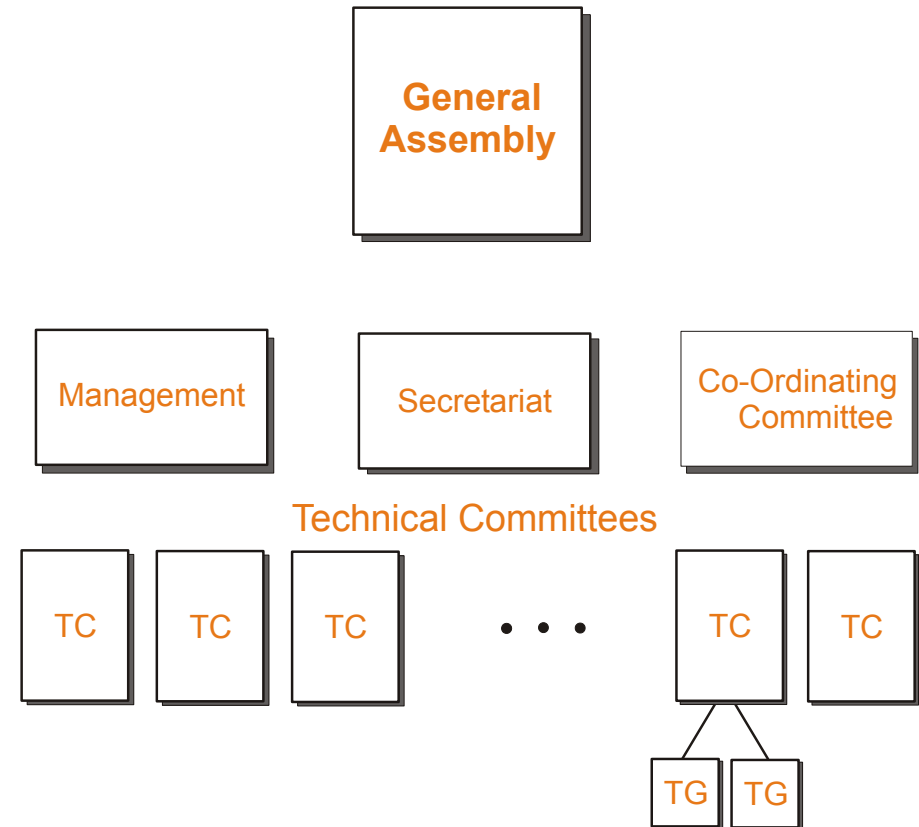 General
Assembly
Management
Secretariat
Co-Ordinating
Committee
Technical Committees
TC
TC
TC
• • •
TC
TC
TG
TG